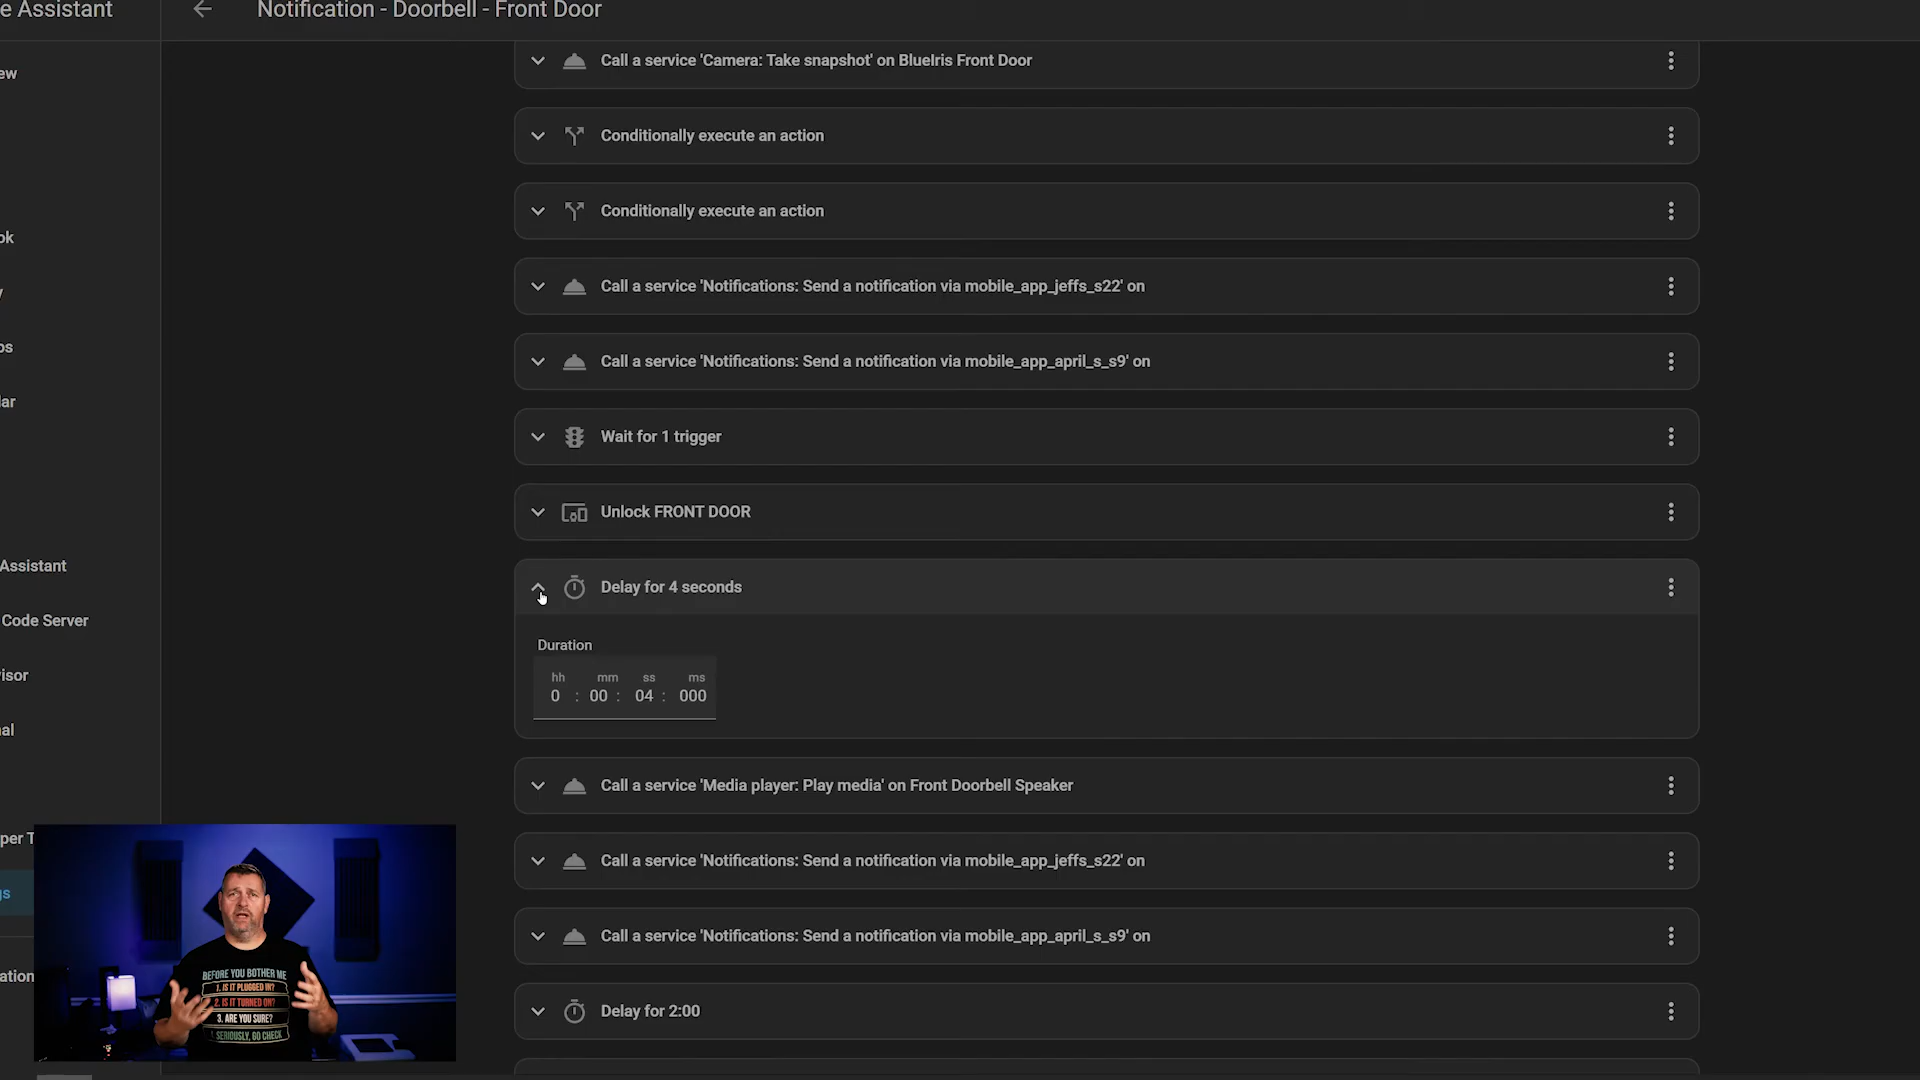 e Assistant
Notification - Doorbell - Front Door
ew
ok
y
os
lar
Assistant
Code Server
isor
al
per T
gs
ation
Call a service 'Camera: Take snapshot' on BlueIris Front Door
Conditionally execute an action
Conditionally execute an action
Call a service 'Notifications: Send a notification via mobile_app_jeffs_s22' on
Call a service 'Notifications: Send a notification via mobile_app_april_s_s9' on
Wait for 1 trigger
Unlock FRONT DOOR
Delay for 4 seconds
Duration
hh mm ss ms
0 : 00 : 04 : 000
Call a service 'Media player: Play media' on Front Doorbell Speaker
Call a service 'Notifications: Send a notification via mobile_app_jeffs_s22' on
Call a service 'Notifications: Send a notification via mobile_app_april_s_s9' on
Delay for 2:00
BEFORE YOU BOTHER ME
1. IS IT PLUGGED IN?
2. IS IT TURNED ON?
3. ARE YOU SURE?
SERIOUSLY, GO CHECK